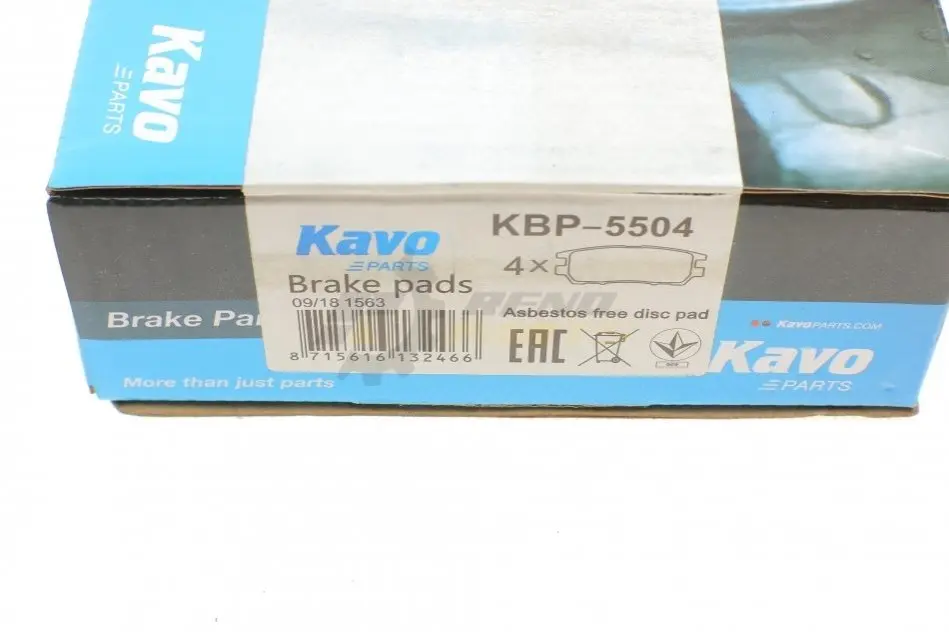 Kavo
PARTS
Kavo
PARTS
KBP-5504
4×
Brake pads
09/18 1563
Asbestos free disc pad
8 715616 132466
EAC
Brake Par
More than just parts
KavoPARTS.COM
Kavo
PARTS